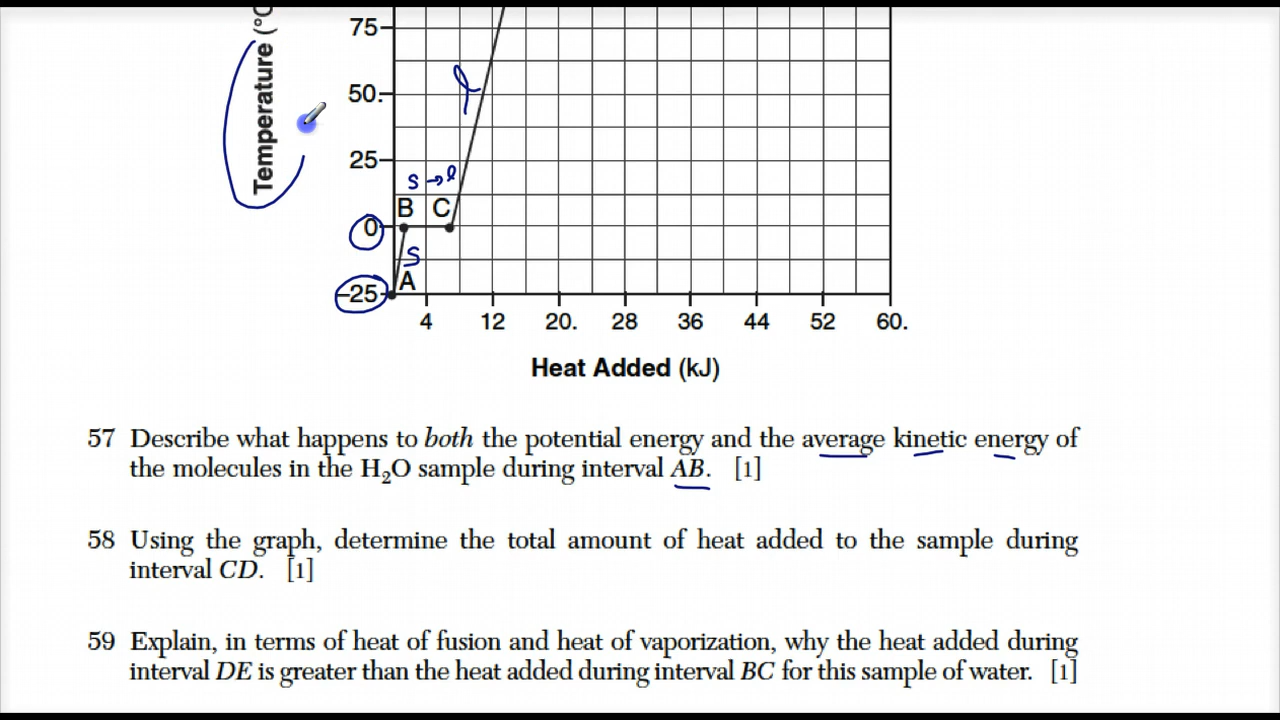 75
Temperature (°C
50.
25
s → l
B C
0
s
A
–25
4 12 20. 28 36 44 52 60.
Heat Added (kJ)
57 Describe what happens to both the potential energy and the average kinetic energy of
the molecules in the H₂O sample during interval AB. [1]
58 Using the graph, determine the total amount of heat added to the sample during
interval CD. [1]
59 Explain, in terms of heat of fusion and heat of vaporization, why the heat added during
interval DE is greater than the heat added during interval BC for this sample of water. [1]